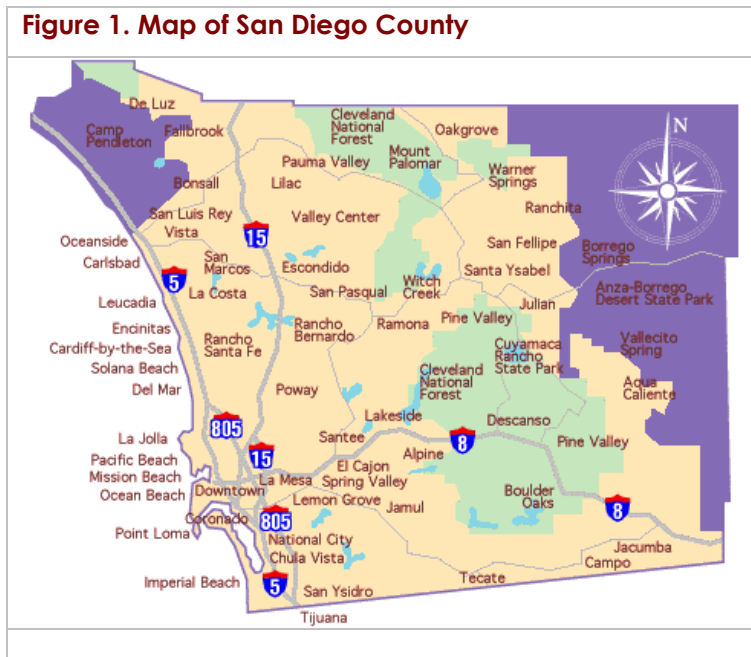 Figure 1. Map of San Diego County
De Luz
Camp
Pendleton
Fallbrook
Cleveland
National
Forest
Oakgrove
N
Pauma Valley
Mount
Palomar
Warner
Springs
Bonsall
Lilac
San Luis Rey
Vista
Valley Center
Ranchita
15
Oceanside
Carlsbad
San Fellipe
Borrego
Springs
San
Marcos
Escondido
Santa Ysabel
5
La Costa
San Pasqual
Witch
Creek
Anza-Borrego
Desert State Park
Leucadia
Julian
Encinitas
Rancho
Santa Fe
Rancho
Bernardo
Ramona
Pine Valley
Cardiff-by-the-Sea
Cuyamaca
Rancho
State Park
Vallecito
Spring
Solana Beach
Cleveland
National
Forest
Del Mar
Poway
Aqua
Caliente
Lakeside
Descanso
805
La Jolla
Santee
8
Pine Valley
15
Alpine
Pacific Beach
El Cajon
Mission Beach
La Mesa
Spring Valley
Ocean Beach
Downtown
Lemon Grove
Jamul
Boulder
Oaks
8
Coronado
805
Point Loma
National City
Jacumba
Chula Vista
Campo
Imperial Beach
5
San Ysidro
Tecate
Tijuana